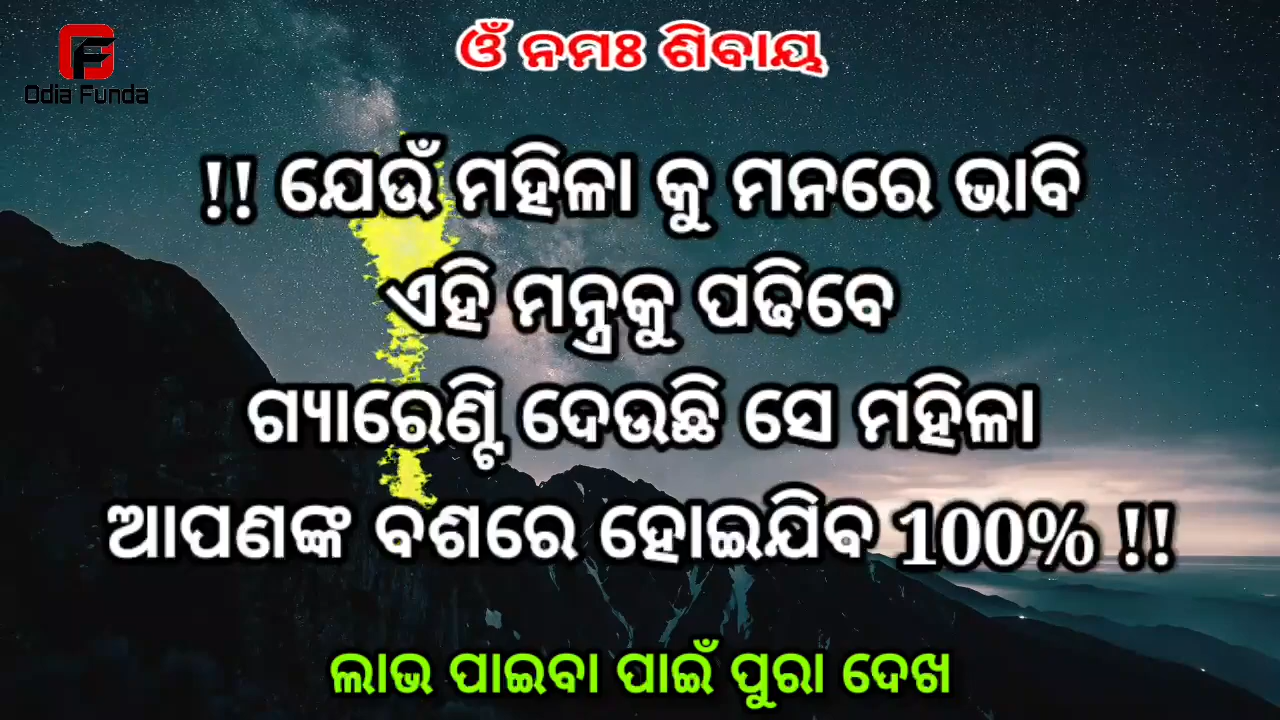 Odia Funda
ଓଁ ନମଃ ଶିବାୟ
!! ଯେଉଁ ମହିଳା କୁ ମନରେ ଭାବି
ଏହି ମନ୍ତ୍ରକୁ ପଢିବେ
ଗ୍ୟାରେଣ୍ଟି ଦେଉଛି ସେ ମହିଳା
ଆପଣଙ୍କ ବଶରେ ହୋଇଯିବ 100% !!
ଲାଭ ପାଇବା ପାଇଁ ପୁରା ଦେଖ